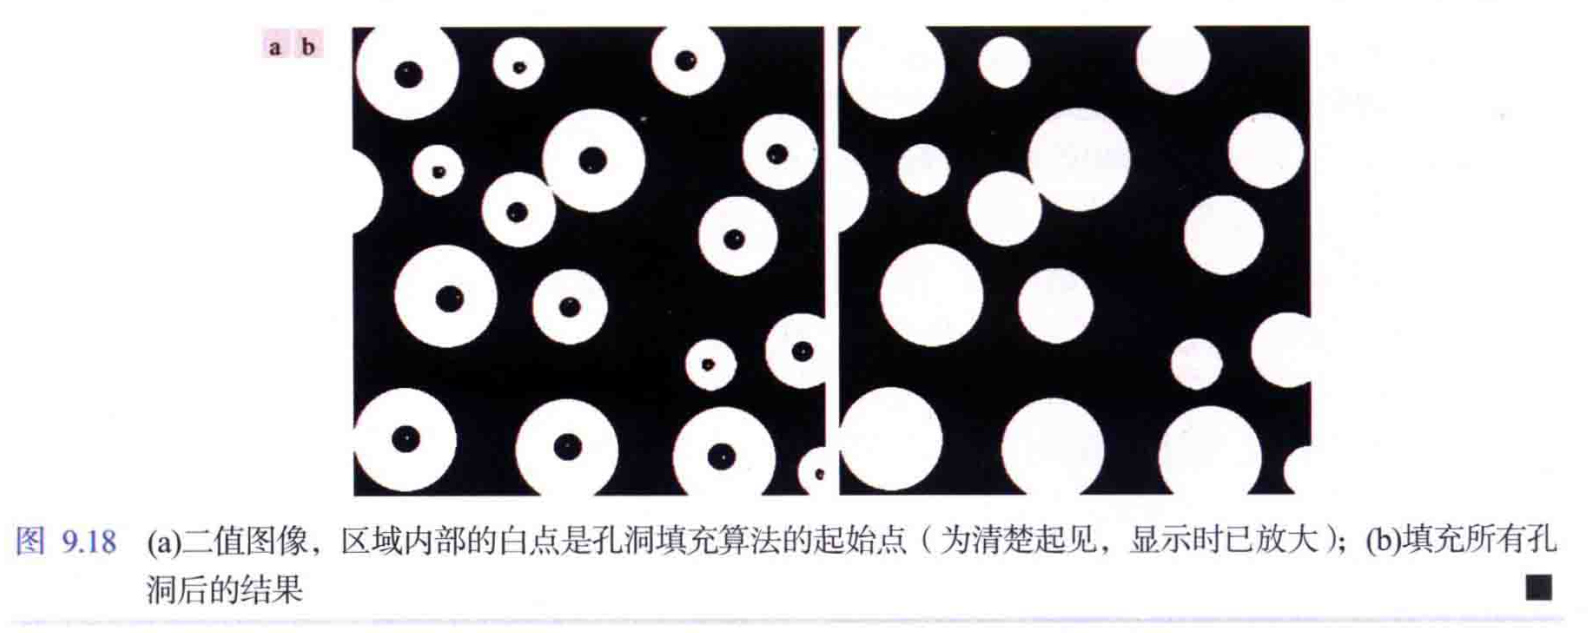 a b
图 9.18 (a)二值图像，区域内部的白点是孔洞填充算法的起始点（为清楚起见，显示时已放大）；(b)填充所有孔
洞后的结果